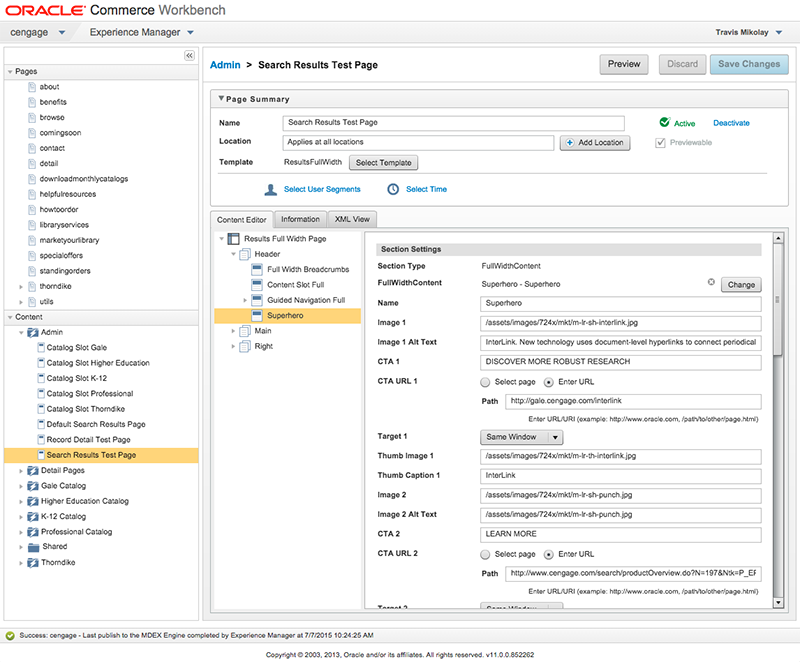 ORACLE Commerce Workbench
cengage Experience Manager Travis Mikolay
Pages
about
benefits
browse
comingsoon
contact
detail
downloadmonthlycatalogs
helpfulresources
howtoorder
libraryservices
marketyourlibrary
specialoffers
standingorders
thorndike
utils
Content
Admin
Catalog Slot Gale
Catalog Slot Higher Education
Catalog Slot K-12
Catalog Slot Professional
Catalog Slot Thorndike
Default Search Results Page
Record Detail Test Page
Search Results Test Page
Detail Pages
Gale Catalog
Higher Education Catalog
K-12 Catalog
Professional Catalog
Shared
Thorndike
Admin > Search Results Test Page Preview Discard Save Changes
Page Summary
Name Search Results Test Page Active Deactivate
Location Applies at all locations Add Location Previewable
Template ResultsFullWidth Select Template
Select User Segments Select Time
Content Editor Information XML View
Results Full Width Page
Header
Full Width Breadcrumbs
Content Slot Full
Guided Navigation Full
Superhero
Main
Right
Section Settings
Section Type FullWidthContent
FullWidthContent Superhero - Superhero Change
Name Superhero
Image 1 /assets/images/724x/mkt/m-lr-sh-interlink.jpg
Image 1 Alt Text InterLink. New technology uses document-level hyperlinks to connect periodical
CTA 1 DISCOVER MORE ROBUST RESEARCH
CTA URL 1 Select page Enter URL
Path http://gale.cengage.com/interlink
Enter URL/URI (example: http://www.oracle.com, /path/to/other/page.html)
Target 1 Same Window
Thumb Image 1 /assets/images/724x/mkt/m-lr-th-interlink.jpg
Thumb Caption 1 InterLink
Image 2 /assets/images/724x/mkt/m-lr-sh-punch.jpg
Image 2 Alt Text /assets/images/724x/mkt/m-lr-sh-punch.jpg
CTA 2 LEARN MORE
CTA URL 2 Select page Enter URL
Path http://www.cengage.com/search/productOverview.do?N=197&Ntk=P_EF
Enter URL/URI (example: http://www.oracle.com, /path/to/other/page.html)
Target 2 Same Window
Success: cengage - Last publish to the MDEX Engine completed by Experience Manager at 7/7/2015 10:24:25 AM
Copyright © 2003, 2013, Oracle and/or its affiliates. All rights reserved. v11.0.0.852262